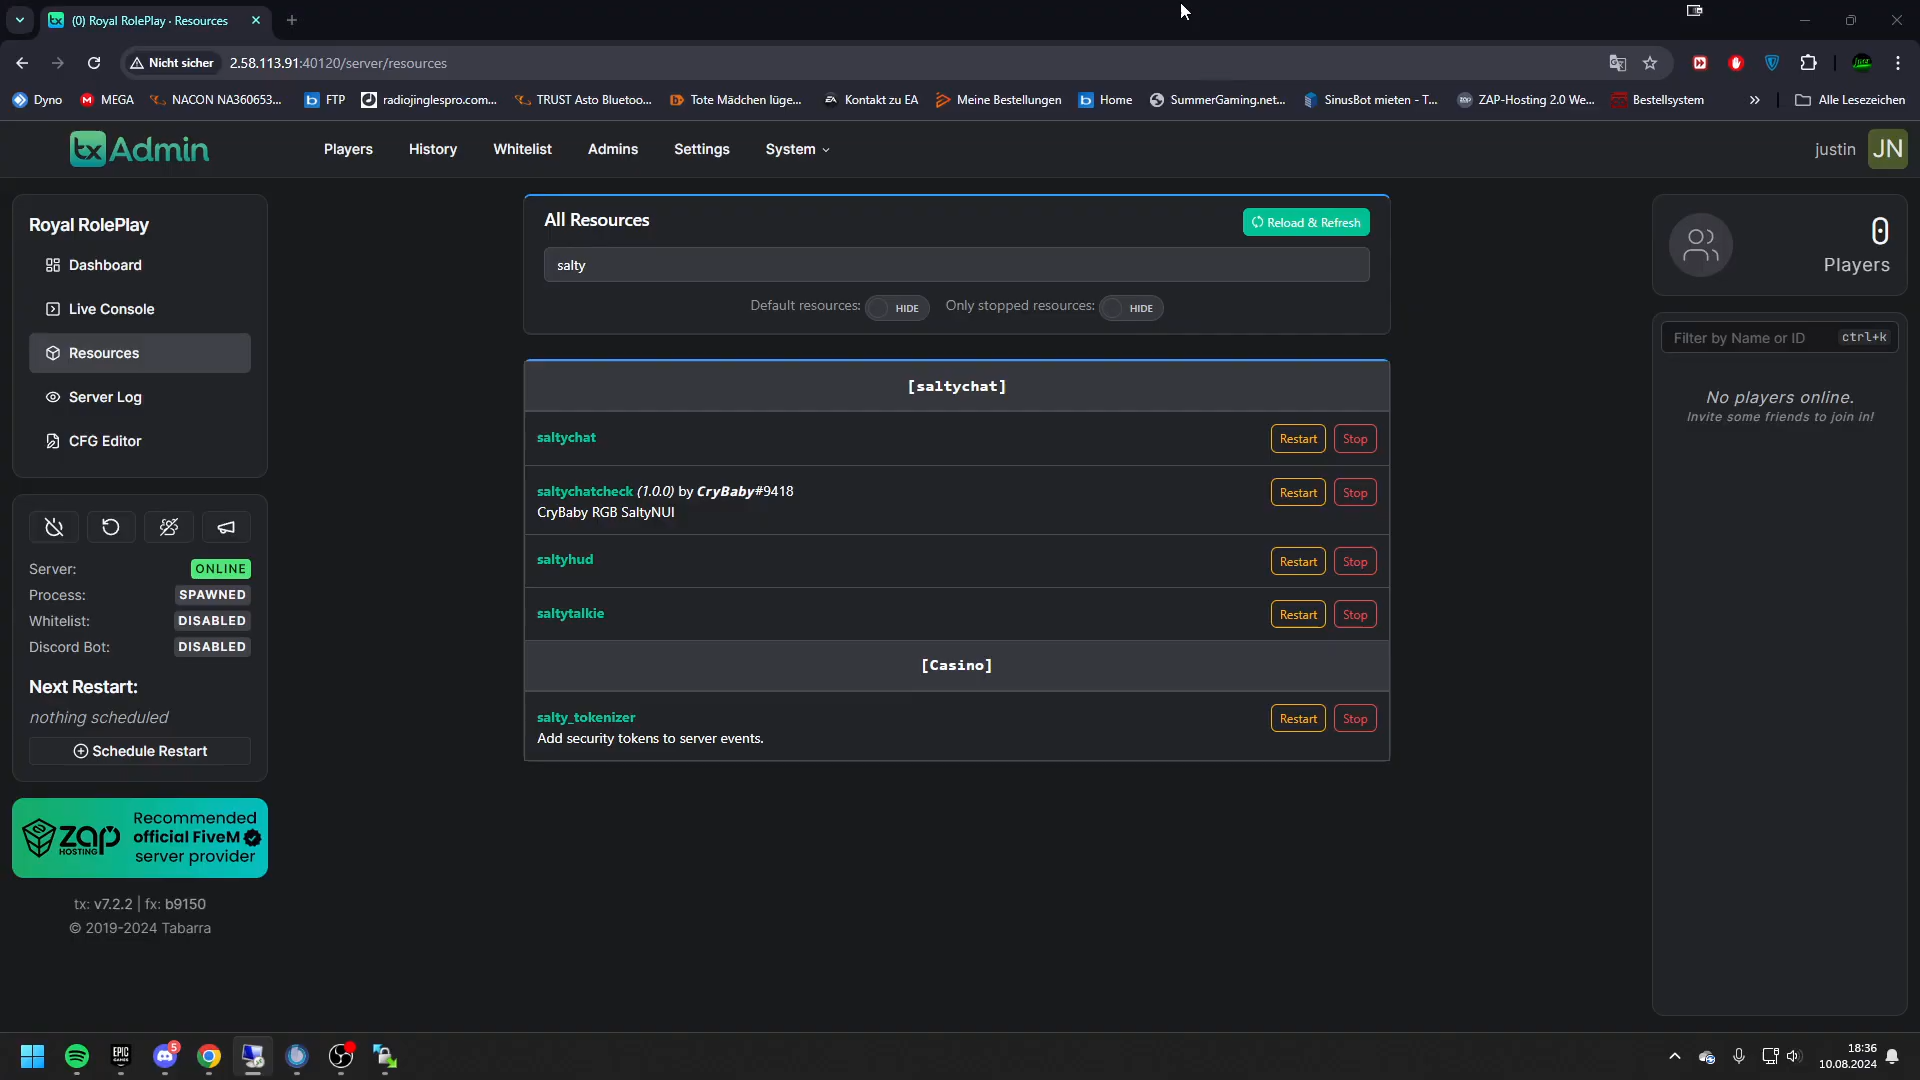 (0) Royal RolePlay · Resources
Nicht sicher
2.58.113.91:40120/server/resources
Dyno
MEGA
NACON NA360653...
FTP
radiojinglespro.com...
TRUST Asto Bluetoo...
Tote Mädchen lüge...
Kontakt zu EA
Meine Bestellungen
Home
SummerGaming.net...
SinusBot mieten - T...
ZAP-Hosting 2.0 We...
Bestellsystem
»
Alle Lesezeichen
tx Admin
Players
History
Whitelist
Admins
Settings
System
justin
JN
Royal RolePlay
Dashboard
Live Console
Resources
Server Log
CFG Editor
Server: ONLINE
Process: SPAWNED
Whitelist: DISABLED
Discord Bot: DISABLED
Next Restart:
nothing scheduled
Schedule Restart
zap HOSTING
Recommended
official FiveM
server provider
tx: v7.2.2 | fx: b9150
© 2019-2024 Tabarra
All Resources
Reload & Refresh
salty
Default resources: HIDE
Only stopped resources: HIDE
[saltychat]
saltychat
Restart Stop
saltychatcheck (1.0.0) by CryBaby#9418
CryBaby RGB SaltyNUI
Restart Stop
saltyhud
Restart Stop
saltytalkie
Restart Stop
[Casino]
salty_tokenizer
Add security tokens to server events.
Restart Stop
0
Players
Filter by Name or ID
ctrl+k
No players online.
Invite some friends to join in!
EPIC GAMES
5
18:36
10.08.2024